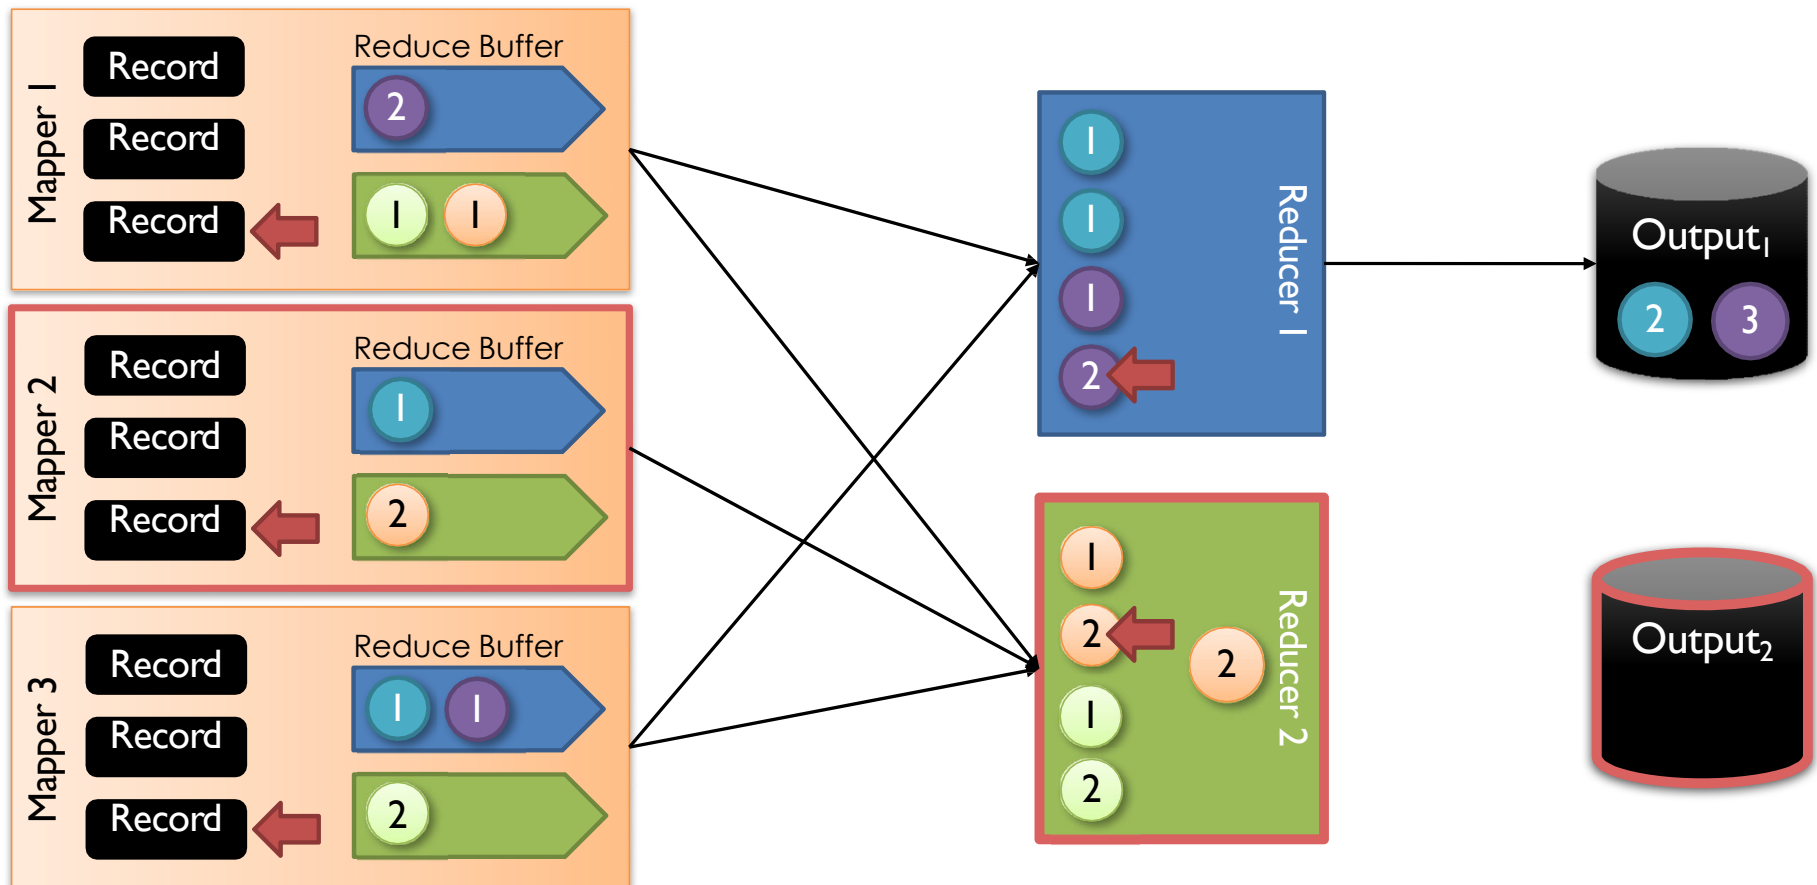 Mapper 1
Record
Record
Record
Reduce Buffer
2
1 1
Mapper 2
Record
Record
Record
Reduce Buffer
1
2
Mapper 3
Record
Record
Record
Reduce Buffer
1 1
2
Reducer 1
1
1
1
2
Reducer 2
1
2
2
1
2
Output₁
2 3
Output₂